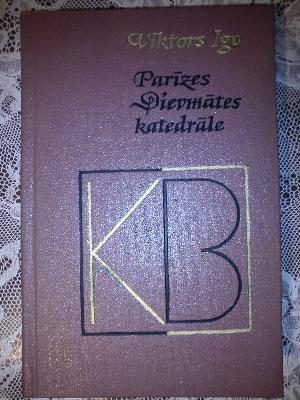 Viktors Igo
Parīzes
Dievmātes
katedrāle
KB